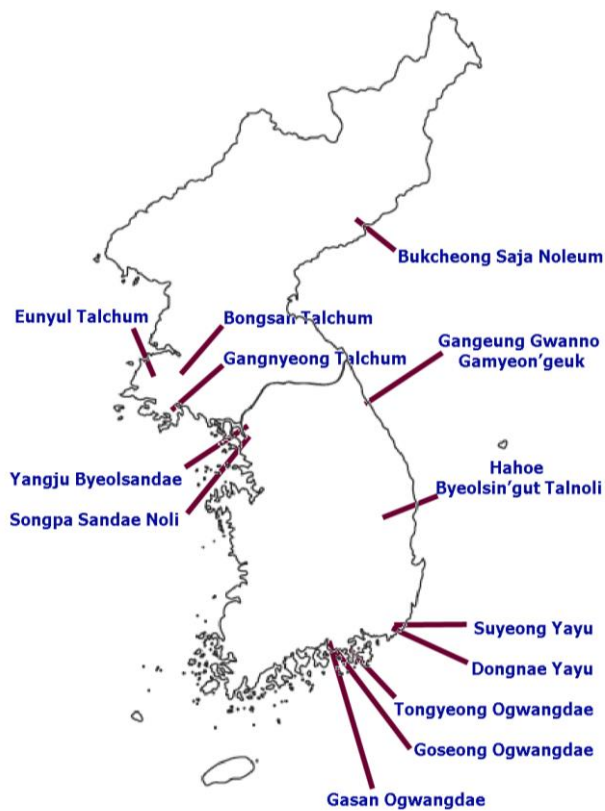 Bukcheong Saja Noleum
Eunyul Talchum
Bongsan Talchum
Gangnyeong Talchum
Gangeung Gwanno
Gamyeon'geuk
Yangju Byeolsandae
Songpa Sandae Noli
Hahoe
Byeolsin'gut Talnoli
Suyeong Yayu
Dongnae Yayu
Tongyeong Ogwangdae
Goseong Ogwangdae
Gasan Ogwangdae